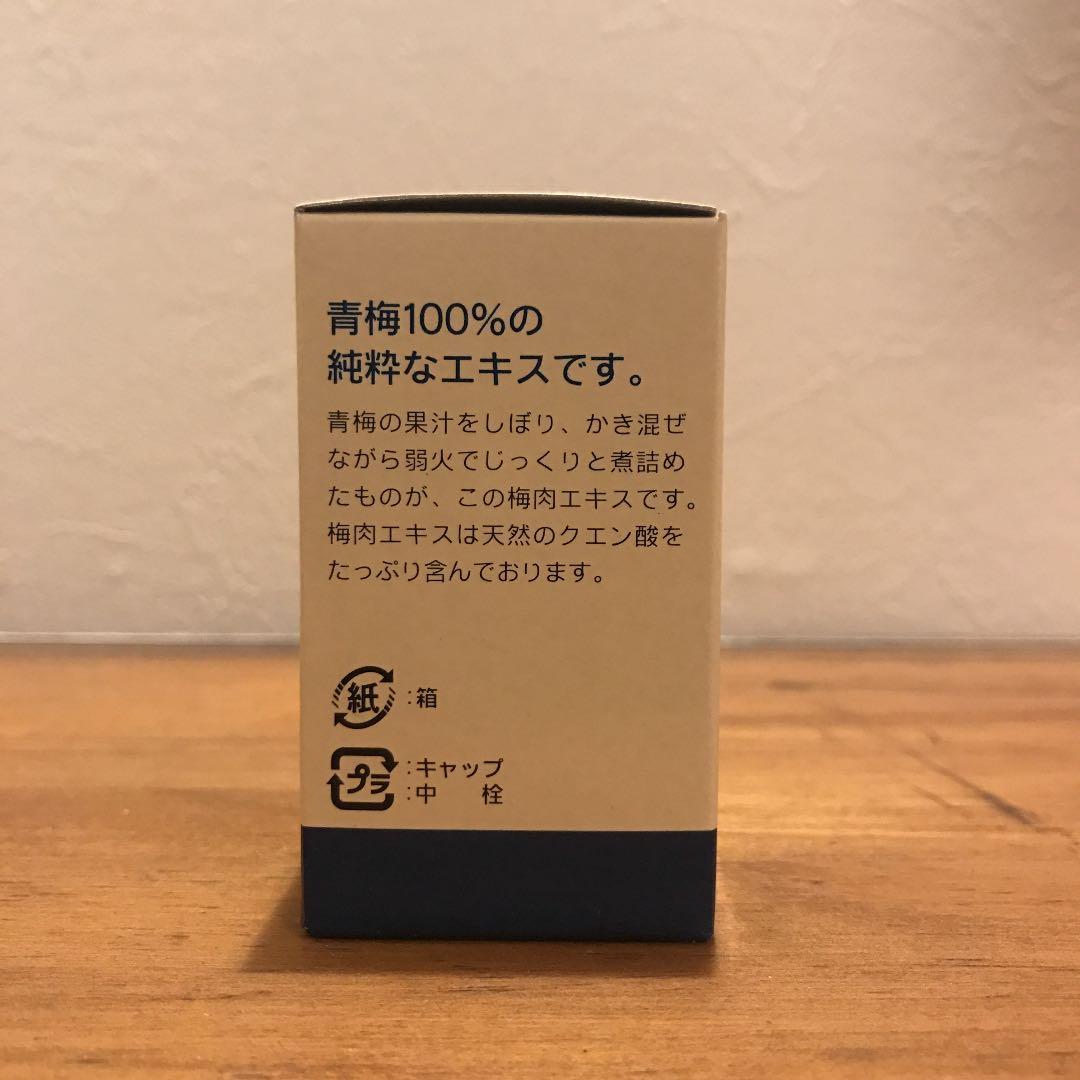 青梅100%の
純粋なエキスです。
青梅の果汁をしぼり、かき混ぜ
ながら弱火でじっくりと煮詰め
たものが、この梅肉エキスです。
梅肉エキスは天然のクエン酸を
たっぷり含んでおります。
紙:箱
プラ:キャップ
:中　栓